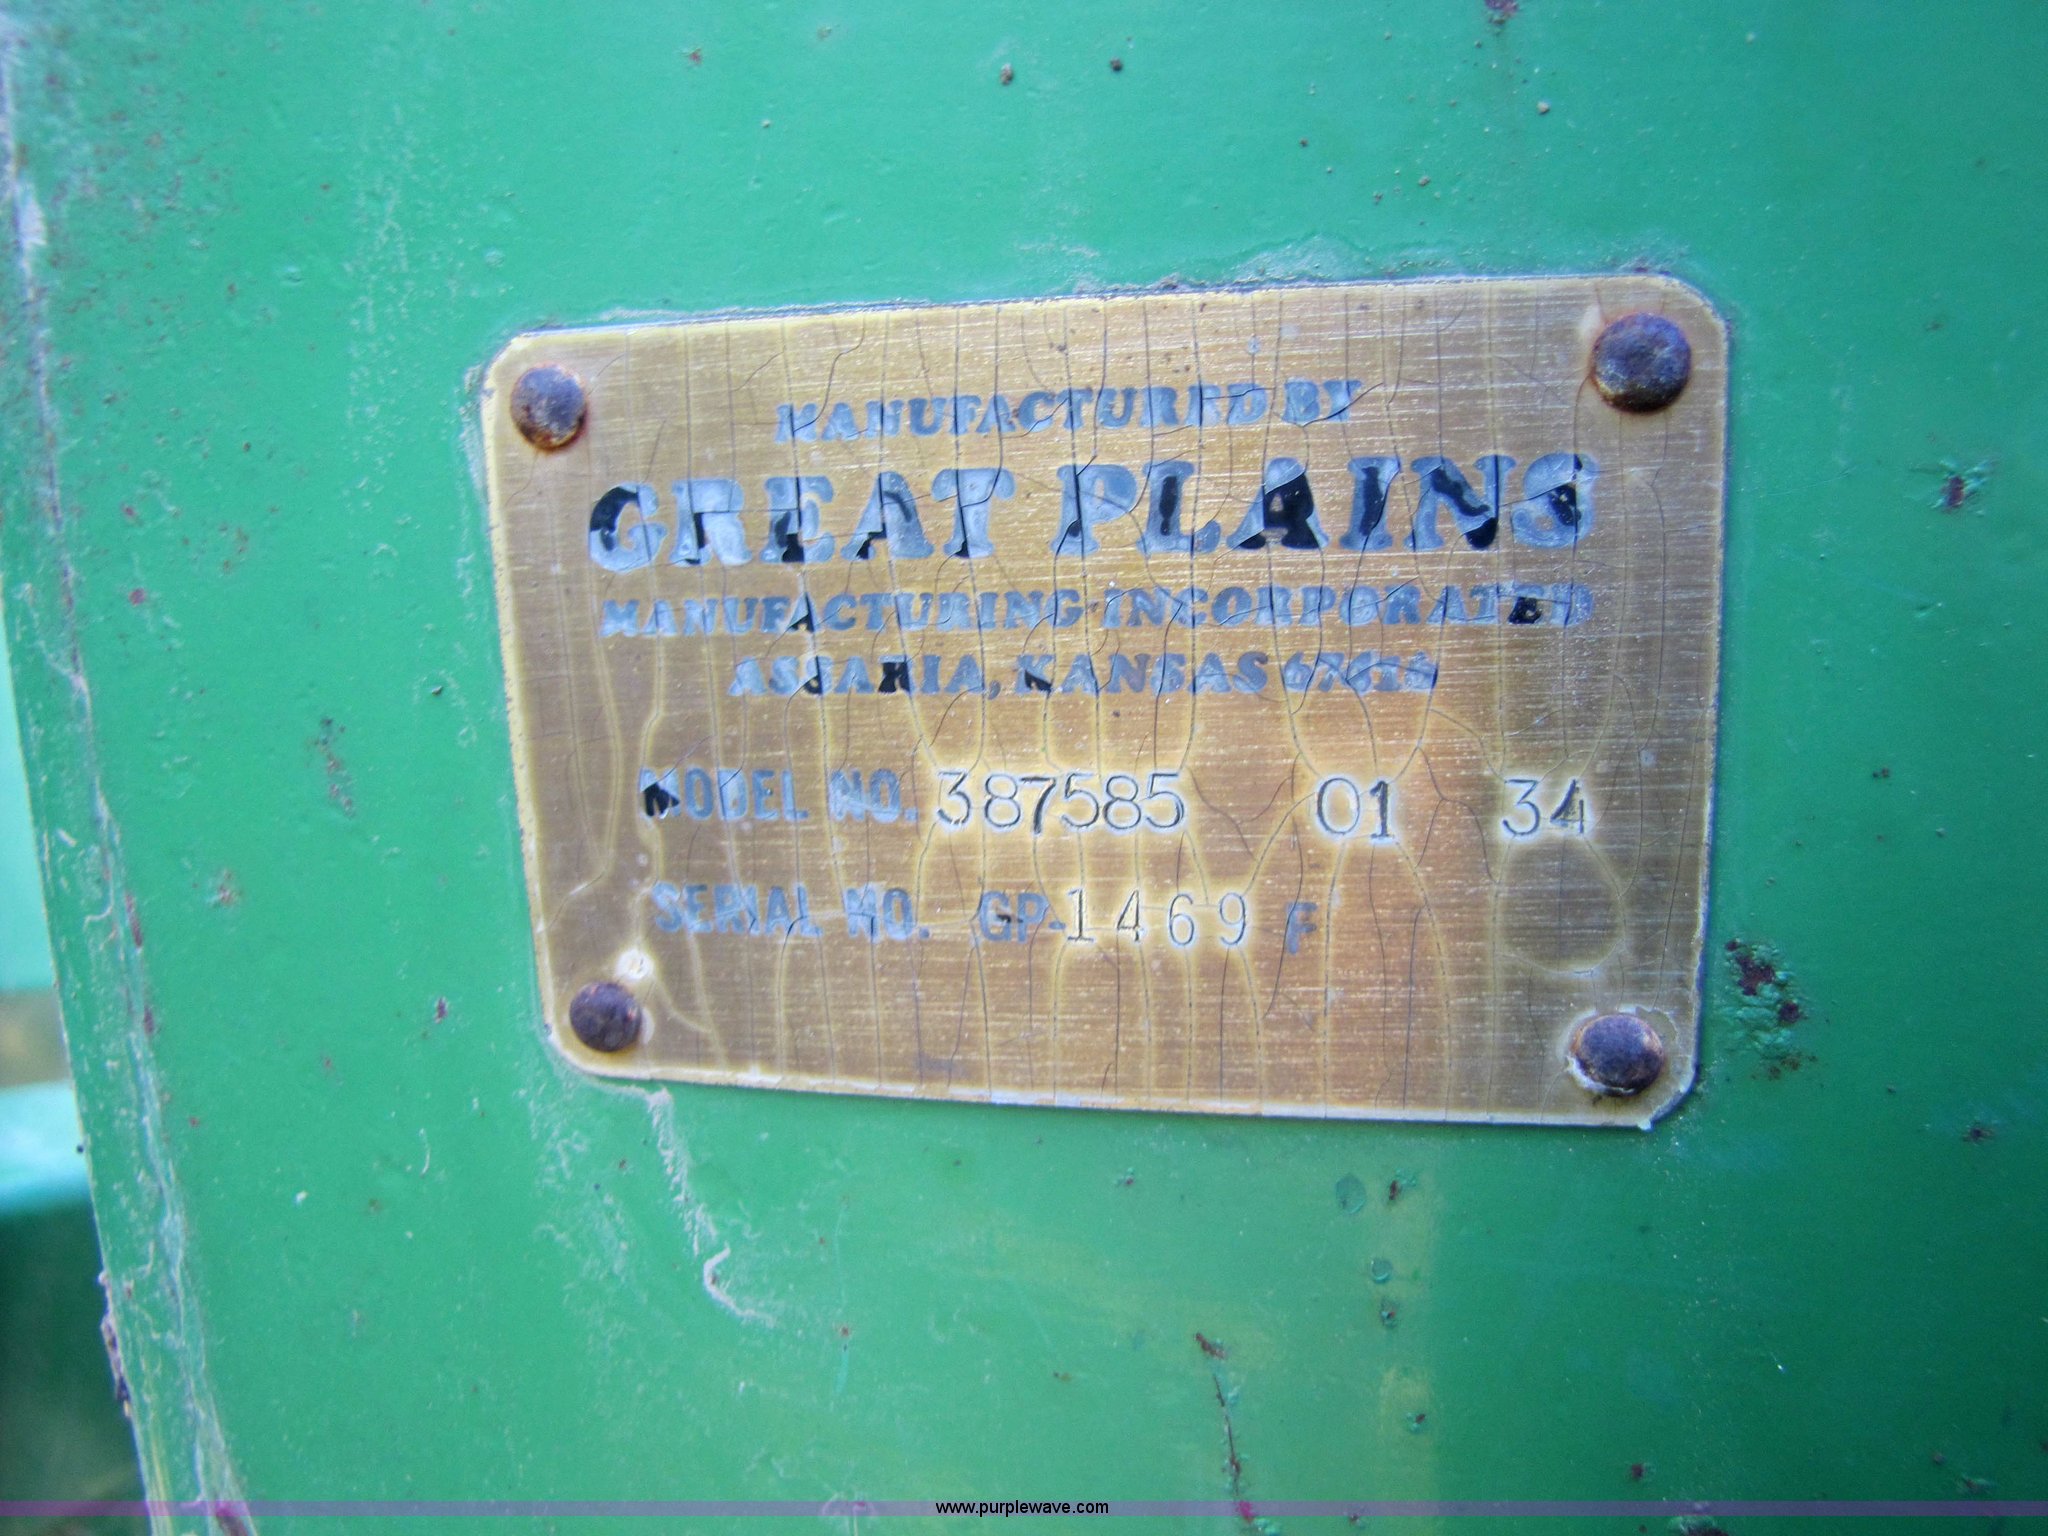 MANUFACTURED BY
GREAT PLAINS
MANUFACTURING INCORPORATED
ASSARIA, KANSAS 67416
MODEL NO. 387585 01 34
SERIAL NO. GP-1469 F
www.purplewave.com